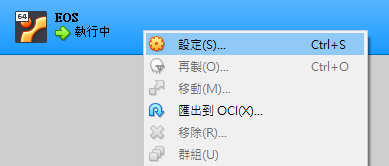 64
EOS
執行中
設定(S)... Ctrl+S
再製(O)... Ctrl+O
移動(M)...
匯出到 OCI(X)...
移除(R)...
群組(U)